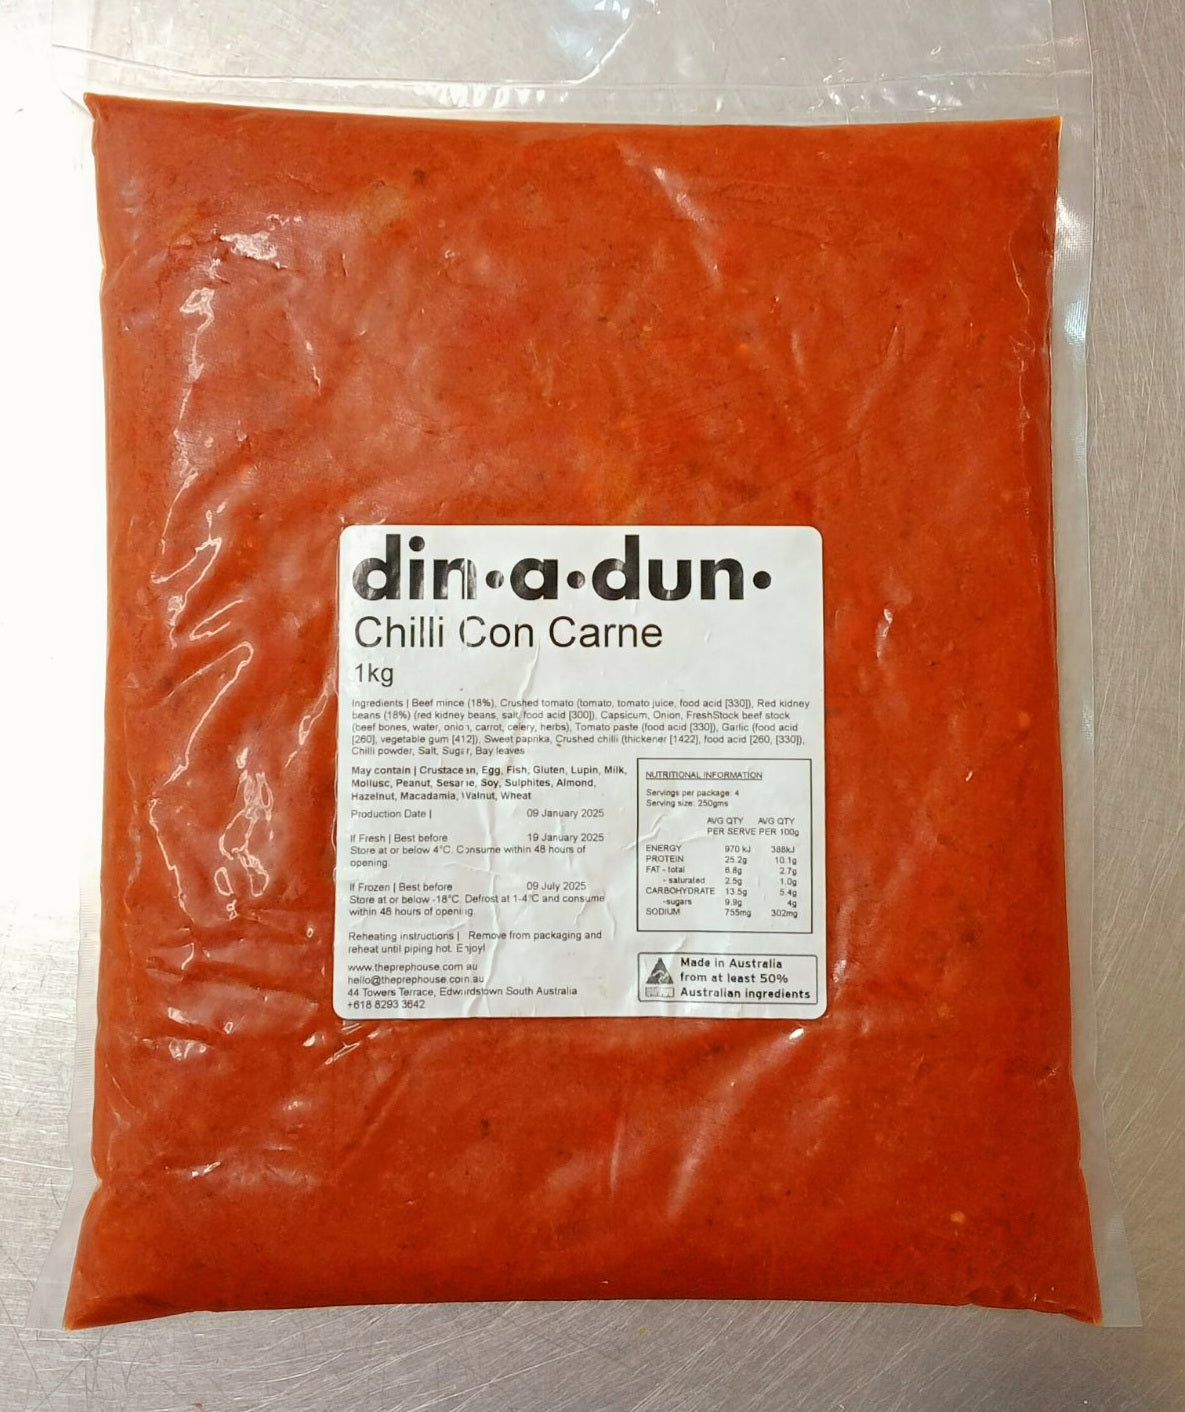 din•a•dun•
Chilli Con Carne
1kg
Ingredients | Beef mince (18%), Crushed tomato (tomato, tomato juice, food acid [330]), Red kidney
beans (18%) (red kidney beans, salt, food acid [300]), Capsicum, Onion, FreshStock beef stock
(beef bones, water, onion, carrot, celery, herbs), Tomato paste (food acid [330]), Garlic (food acid
[260], vegetable gum [412]), Sweet paprika, Crushed chilli (thickener [1422], food acid [260, [330]),
Chilli powder, Salt, Sugar, Bay leaves
May contain | Crustacean, Egg, Fish, Gluten, Lupin, Milk,
Mollusc, Peanut, Sesame, Soy, Sulphites, Almond,
Hazelnut, Macadamia, Walnut, Wheat
Production Date | 09 January 2025
If Fresh | Best before 19 January 2025
Store at or below 4°C. Consume within 48 hours of
opening.
If Frozen | Best before 09 July 2025
Store at or below -18°C. Defrost at 1-4°C and consume
within 48 hours of opening.
Reheating instructions | Remove from packaging and
reheat until piping hot. Enjoy!
www.theprephouse.com.au
hello@theprephouse.com.au
44 Towers Terrace, Edwardstown South Australia
+618 8293 3642
NUTRITIONAL INFORMATION
Servings per package: 4
Serving size: 250gms
AVG QTY AVG QTY
PER SERVE PER 100g
ENERGY 970 kJ 388kJ
PROTEIN 25.2g 10.1g
FAT - total 6.8g 2.7g
- saturated 2.5g 1.0g
CARBOHYDRATE 13.5g 5.4g
-sugars 9.9g 4g
SODIUM 755mg 302mg
Made in Australia
from at least 50%
Australian ingredients